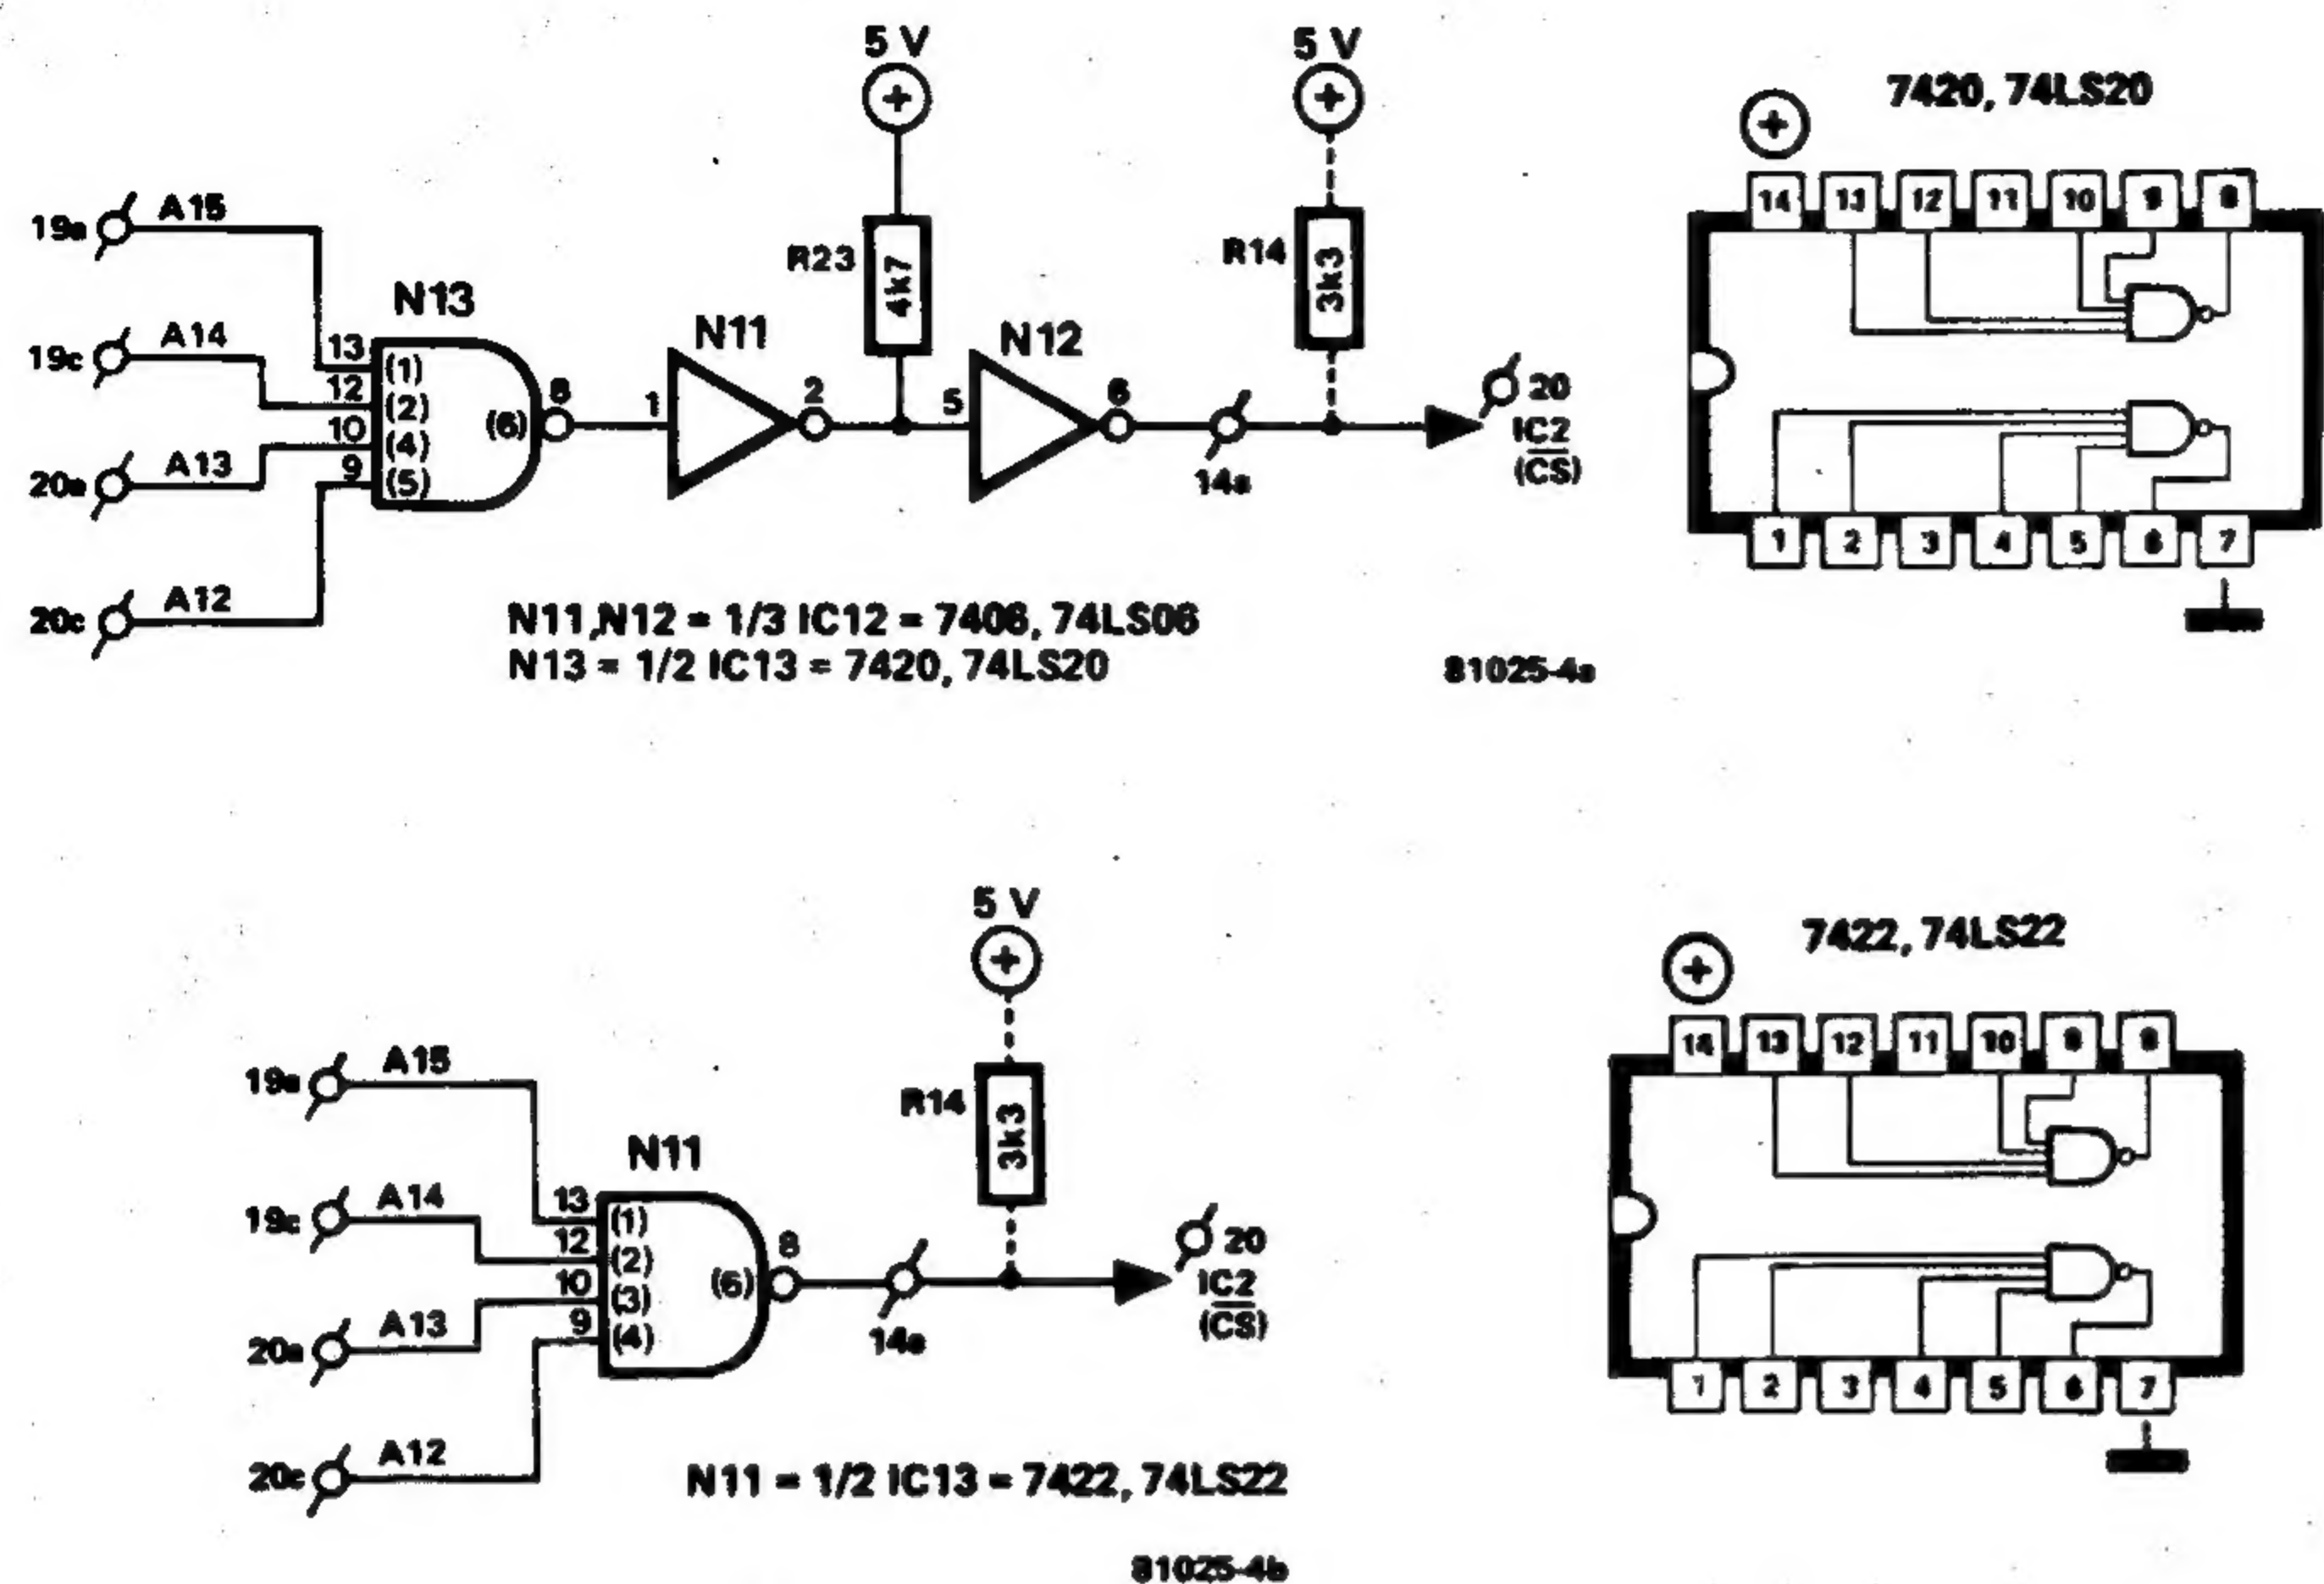 5 V
5 V
7420, 74LS20
19a A15
R23 4k7
R14 3k3
N13
19c A14
N11
N12
20a A13
20c A12
13 (1)
12 (2)
10 (4)
9 (5)
(6) 8
1
2
5
6
14a
20
IC2
(CS)
14 13 12 11 10 9 8
1 2 3 4 5 6 7
N11,N12 = 1/3 IC12 = 7406, 74LS06
N13 = 1/2 IC13 = 7420, 74LS20
81025-4a
5 V
7422, 74LS22
19a A15
R14 3k3
N11
19c A14
20a A13
20c A12
13 (1)
12 (2)
10 (3)
9 (4)
(6) 8
14a
20
IC2
(CS)
14 13 12 11 10 9 8
1 2 3 4 5 6 7
N11 = 1/2 IC13 = 7422, 74LS22
81025-4b